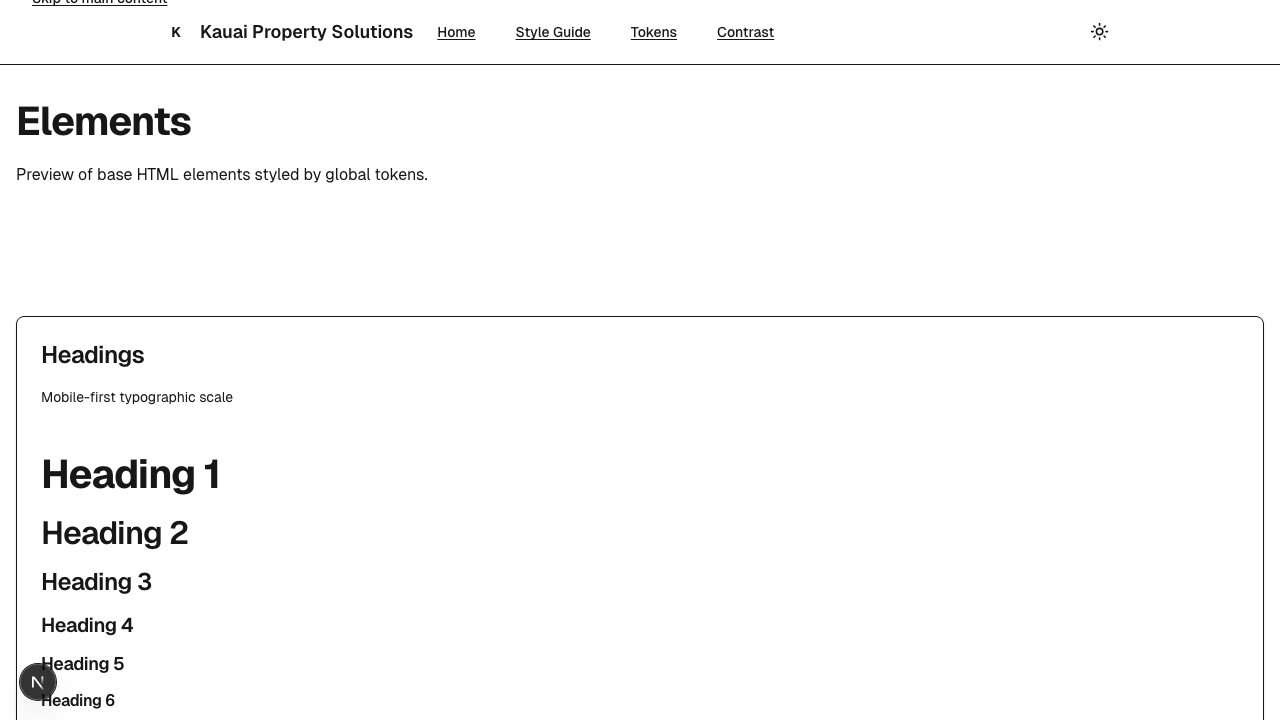 Skip to main content
K Kauai Property Solutions Home Style Guide Tokens Contrast
Elements
Preview of base HTML elements styled by global tokens.
Headings
Mobile-first typographic scale
Heading 1
Heading 2
Heading 3
Heading 4
Heading 5
N
Heading 6